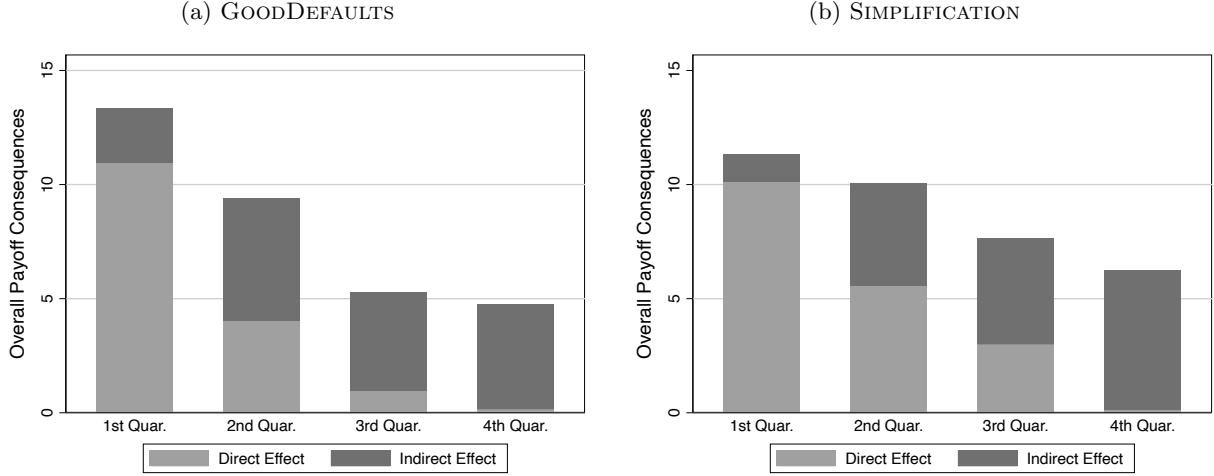 (a) GOODDEFAULTS
Overall Payoff Consequences
15
10
5
0
1st Quar.
2nd Quar.
3rd Quar.
4th Quar.
Direct Effect
Indirect Effect
(b) SIMPLIFICATION
Overall Payoff Consequences
15
10
5
0
1st Quar.
2nd Quar.
3rd Quar.
4th Quar.
Direct Effect
Indirect Effect